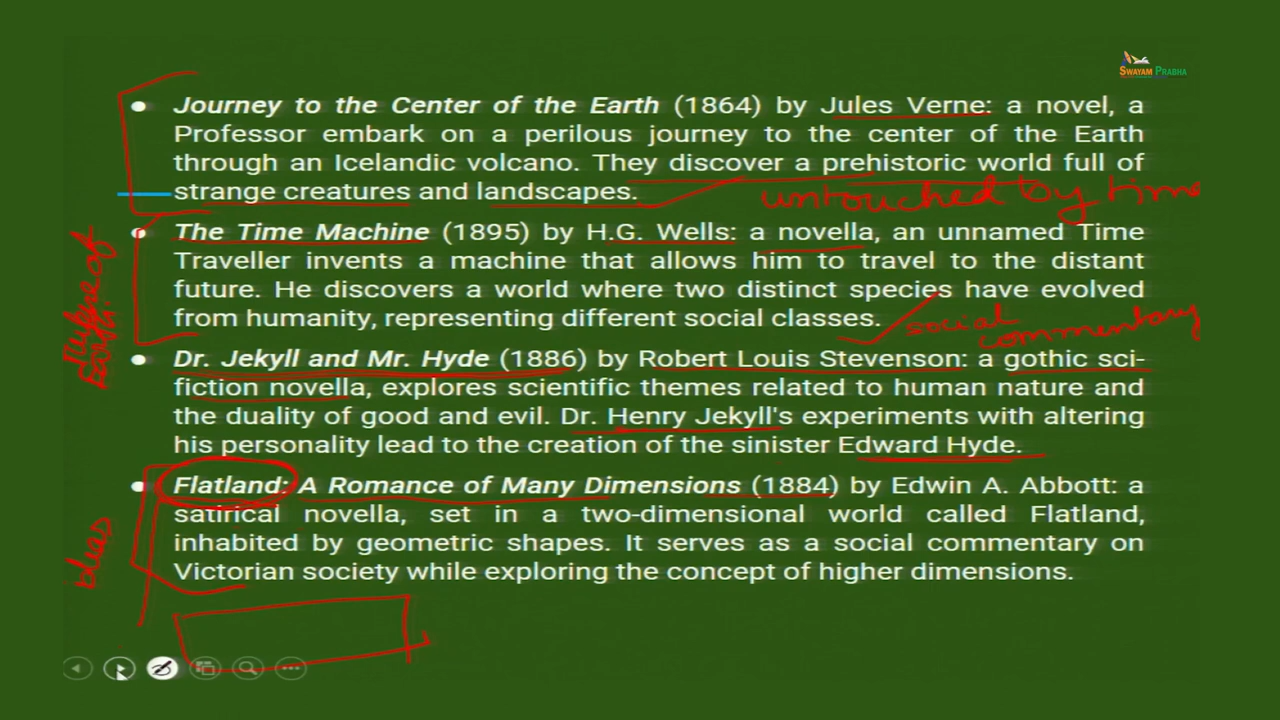 SWAYAM PRABHA
• Journey to the Center of the Earth (1864) by Jules Verne: a novel, a
Professor embark on a perilous journey to the center of the Earth
through an Icelandic volcano. They discover a prehistoric world full of
strange creatures and landscapes.
untouched by time
• The Time Machine (1895) by H.G. Wells: a novella, an unnamed Time
Traveller invents a machine that allows him to travel to the distant
future. He discovers a world where two distinct species have evolved
from humanity, representing different social classes.
social
commentary
• Dr. Jekyll and Mr. Hyde (1886) by Robert Louis Stevenson: a gothic sci-
fiction novella, explores scientific themes related to human nature and
the duality of good and evil. Dr. Henry Jekyll's experiments with altering
his personality lead to the creation of the sinister Edward Hyde.
• Flatland: A Romance of Many Dimensions (1884) by Edwin A. Abbott: a
satirical novella, set in a two-dimensional world called Flatland,
inhabited by geometric shapes. It serves as a social commentary on
Victorian society while exploring the concept of higher dimensions.